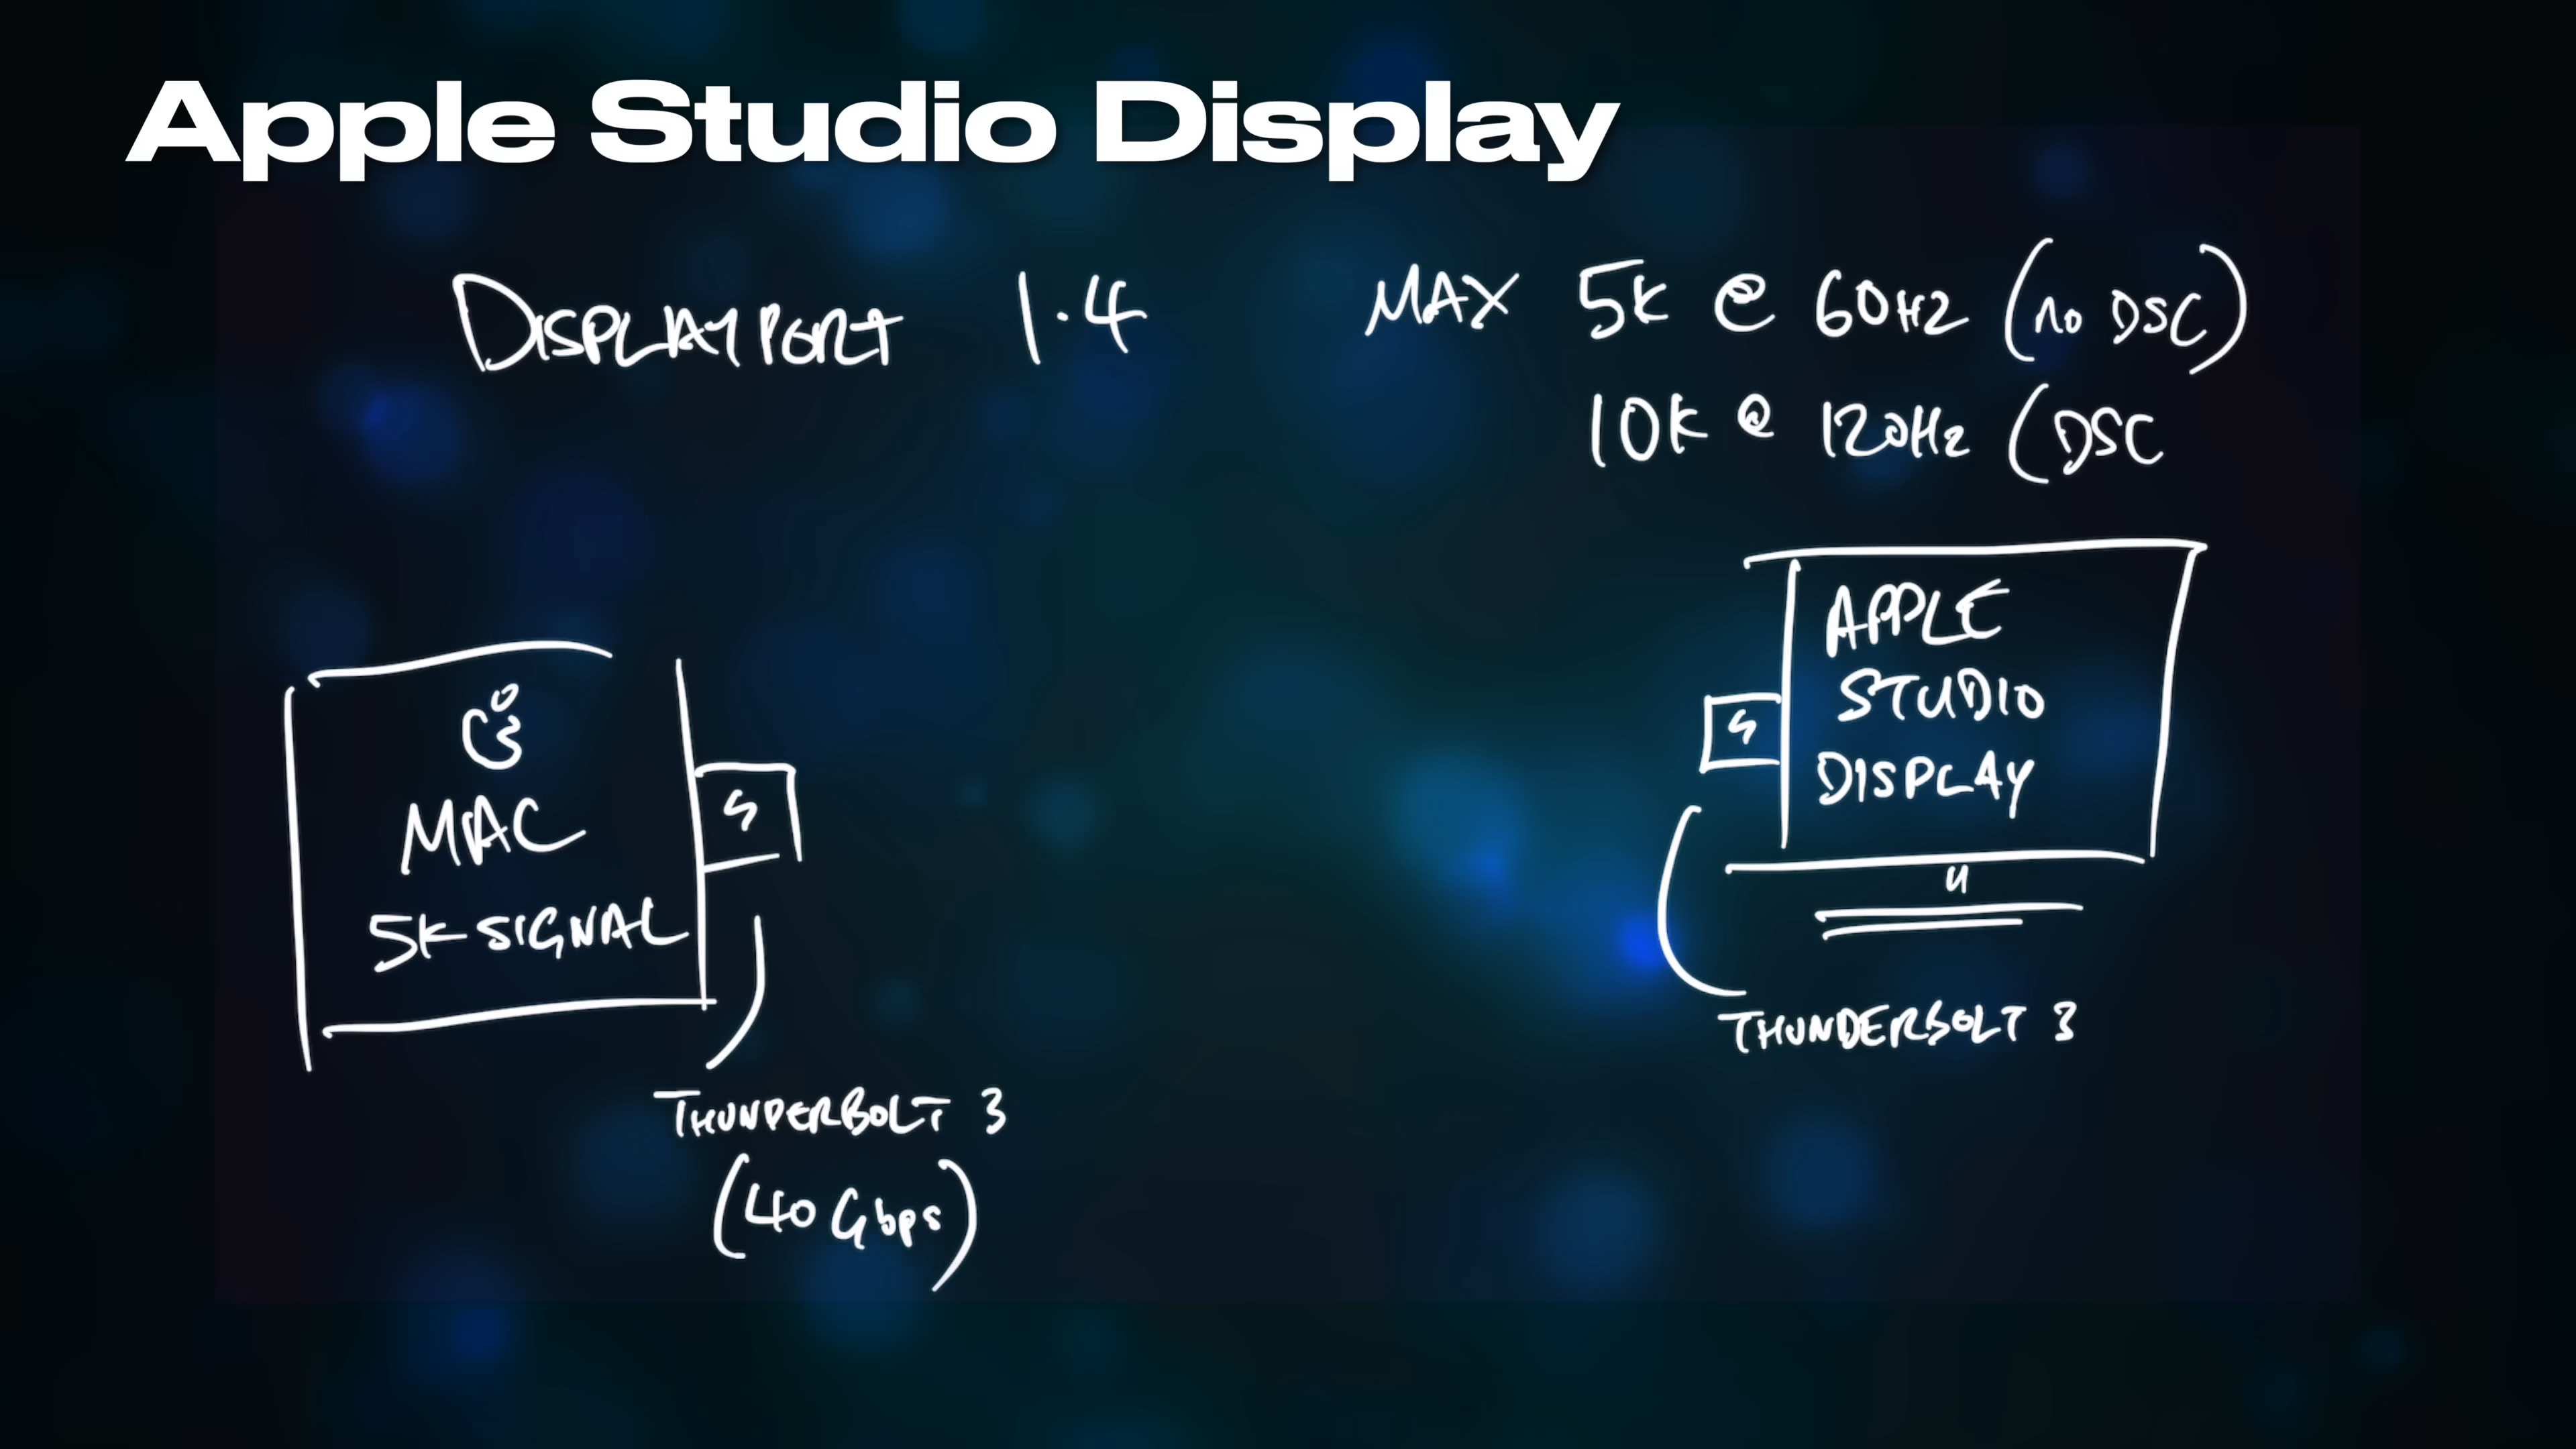 Apple Studio Display
DISPLAYPORT 1.4
MAX 5K @ 60Hz (no DSC)
10K @ 120Hz (DSC
MAC
5K SIGNAL
THUNDERBOLT 3
(40 Gbps)
APPLE
STUDIO
DISPLAY
THUNDERBOLT 3